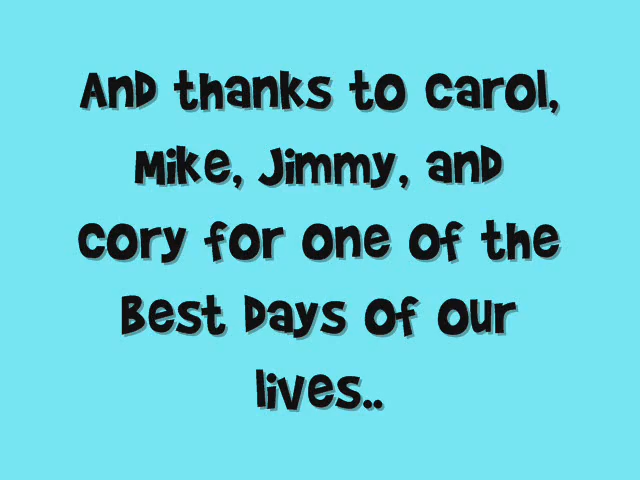 And thanks to Carol,
Mike, Jimmy, and
Cory for one of the
Best Days of our
lives..